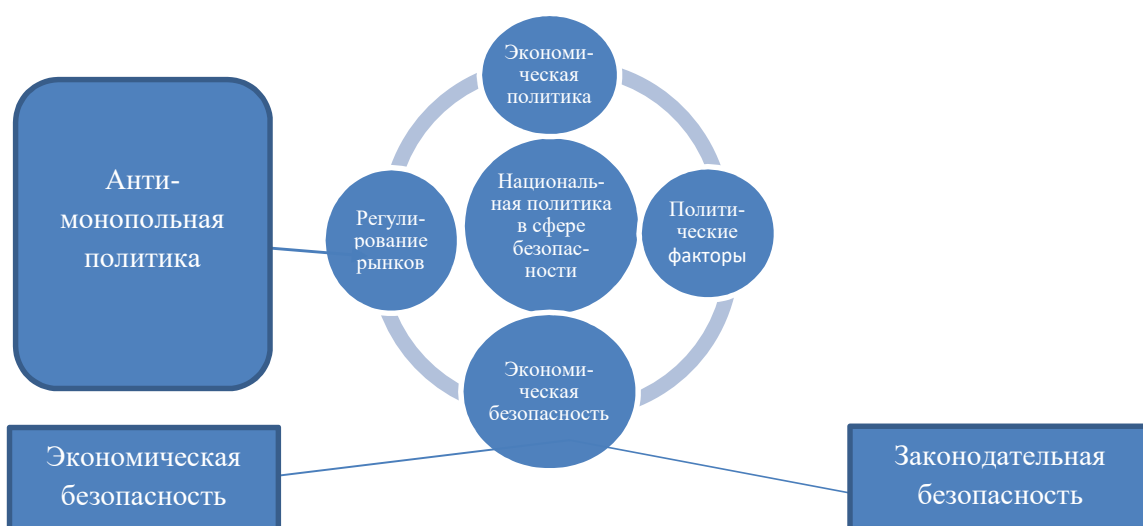 Экономи-
ческая
политика
Анти-
монопольная
политика
Регули-
рование
рынков
Националь-
ная политика
в сфере
безопас-
ности
Полити-
ческие
факторы
Экономи-
ческая
безопасность
Экономическая
безопасность
Законодательная
безопасность